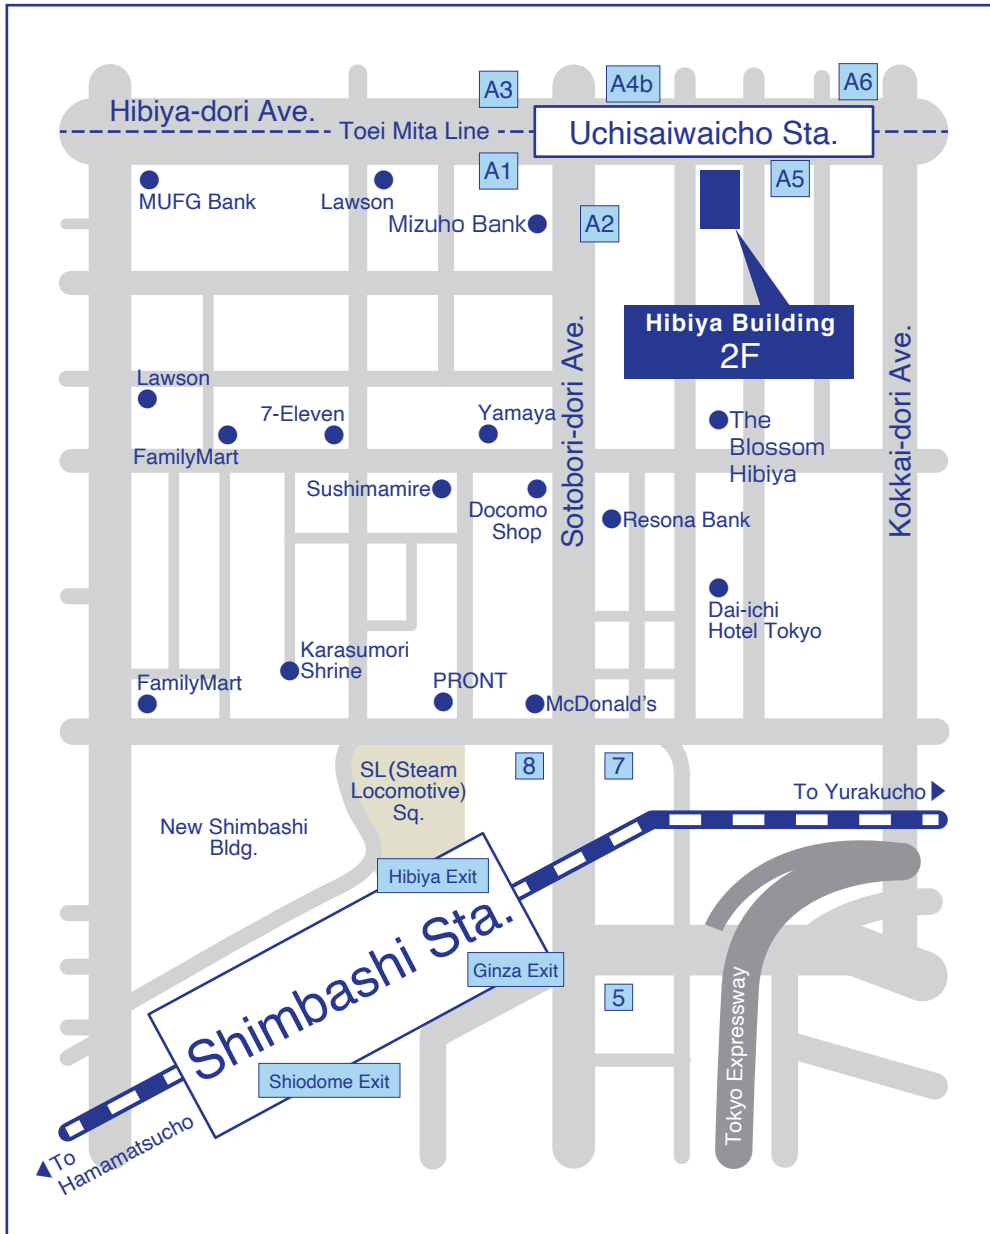 A3
A4b
A6
Hibiya-dori Ave.
Toei Mita Line
Uchisaiwaicho Sta.
A1
A5
MUFG Bank
Lawson
Mizuho Bank
A2
Hibiya Building
2F
Sotobori-dori Ave.
Kokkai-dori Ave.
Lawson
7-Eleven
Yamaya
The
Blossom
Hibiya
FamilyMart
Sushimamire
Docomo
Shop
Resona Bank
Dai-ichi
Hotel Tokyo
Karasumori
Shrine
FamilyMart
PRONT
McDonald's
8
7
SL(Steam
Locomotive)
Sq.
To Yurakucho
New Shimbashi
Bldg.
Hibiya Exit
Shimbashi Sta.
Ginza Exit
5
Tokyo Expressway
Shiodome Exit
To
Hamamatsucho